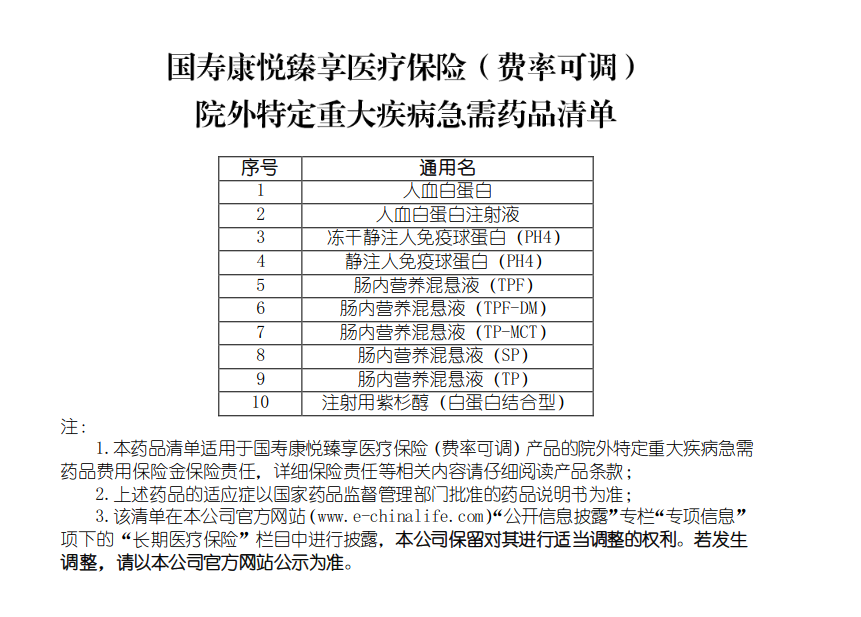 国寿康悦臻享医疗保险（费率可调）
院外特定重大疾病急需药品清单
序号 通用名
1 人血白蛋白
2 人血白蛋白注射液
3 冻干静注人免疫球蛋白（PH4）
4 静注人免疫球蛋白（PH4）
5 肠内营养混悬液（TPF）
6 肠内营养混悬液（TPF-DM）
7 肠内营养混悬液（TP-MCT）
8 肠内营养混悬液（SP）
9 肠内营养混悬液（TP）
10 注射用紫杉醇（白蛋白结合型）
注：
1.本药品清单适用于国寿康悦臻享医疗保险（费率可调）产品的院外特定重大疾病急需
药品费用保险金保险责任，详细保险责任等相关内容请仔细阅读产品条款；
2.上述药品的适应症以国家药品监督管理部门批准的药品说明书为准；
3.该清单在本公司官方网站(www.e-chinalife.com)“公开信息披露”专栏“专项信息”
项下的“长期医疗保险”栏目中进行披露，本公司保留对其进行适当调整的权利。若发生
调整，请以本公司官方网站公示为准。